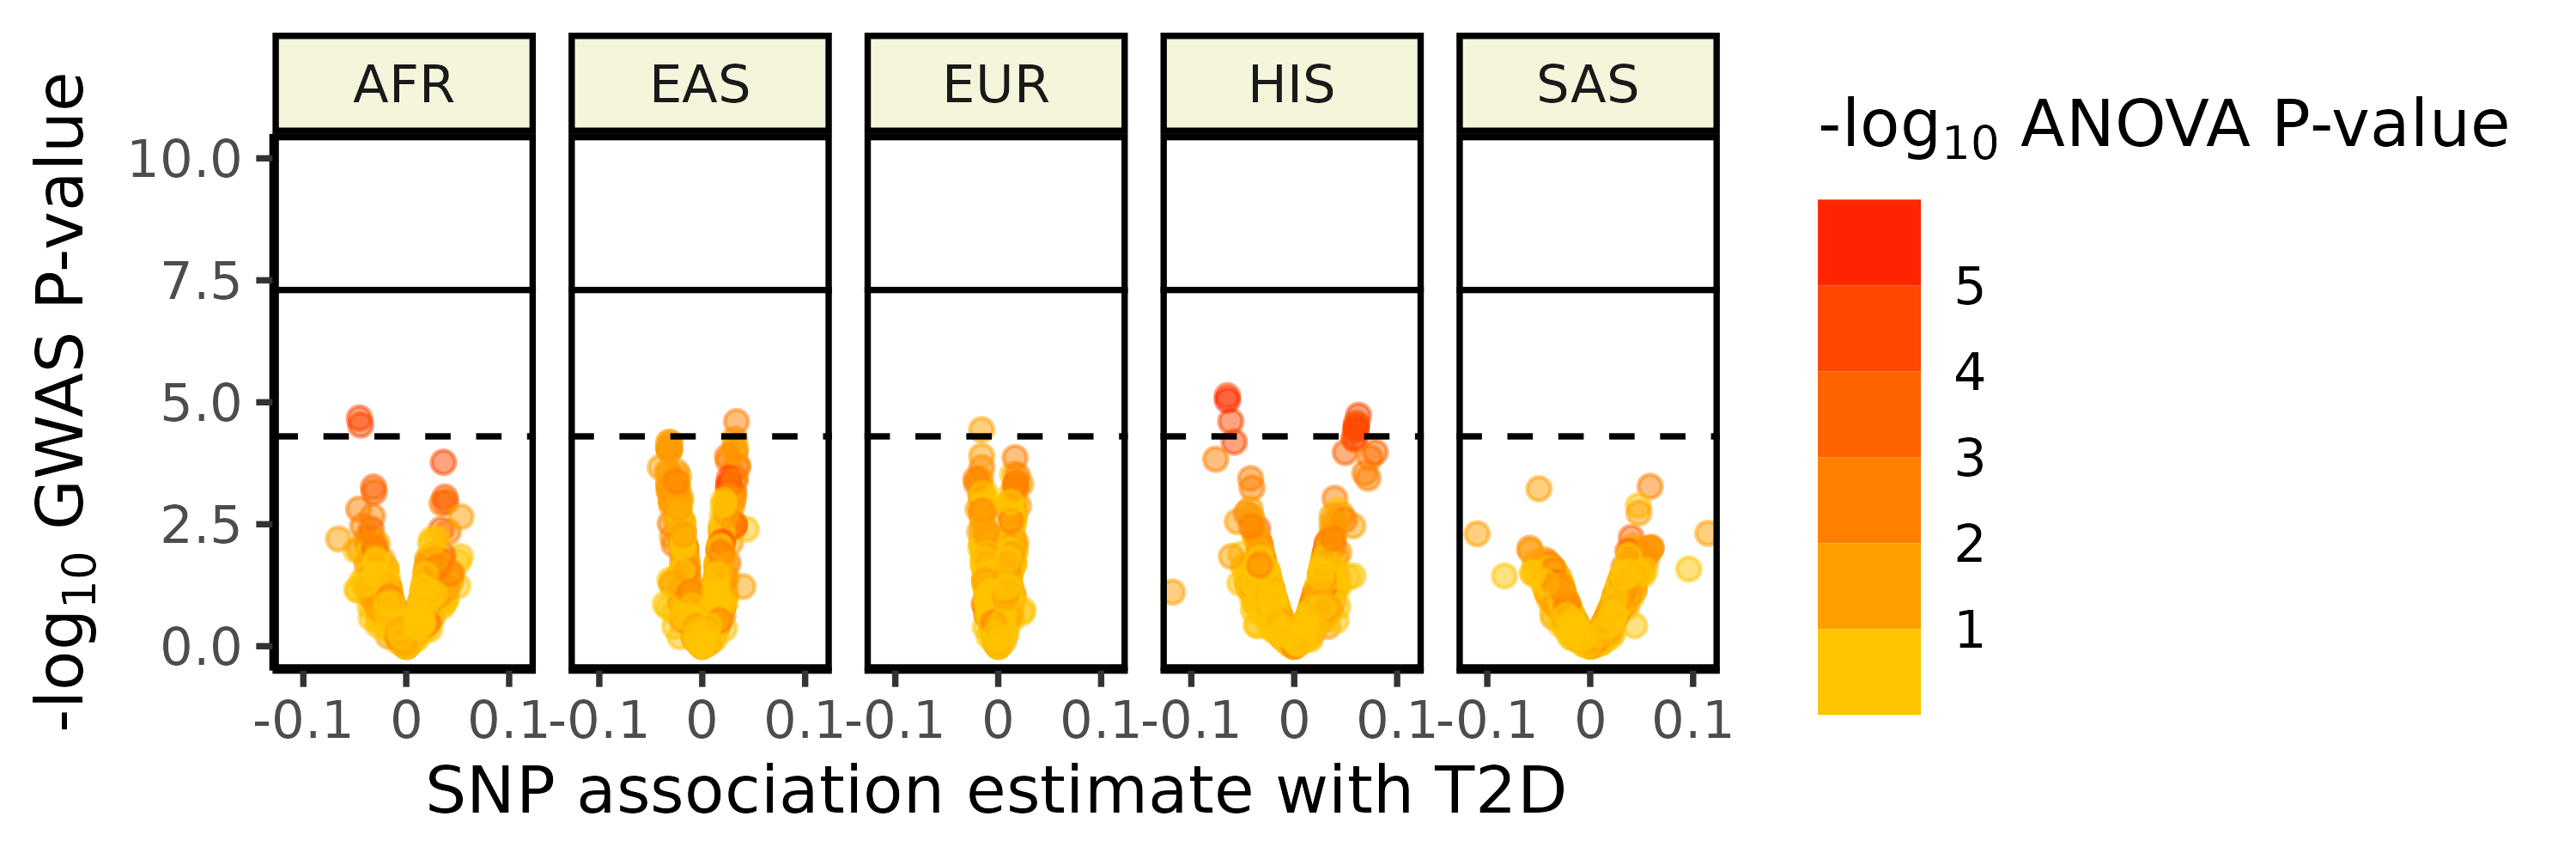 AFR EAS EUR HIS SAS
-log10 GWAS P-value
10.0
7.5
5.0
2.5
0.0
-0.1 0 0.1 -0.1 0 0.1 -0.1 0 0.1 -0.1 0 0.1 -0.1 0 0.1
SNP association estimate with T2D
-log10 ANOVA P-value
5
4
3
2
1